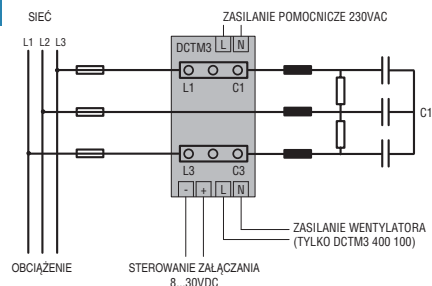 SIEĆ
ZASILANIE POMOCNICZE 230VAC
L1 L2 L3
DCTM3 L N
L1 C1
C1
L3 C3
- + L N
ZASILANIE WENTYLATORA
(TYLKO DCTM3 400 100)
OBCIĄŻENIE
STEROWANIE ZAŁĄCZANIA
8...30VDC